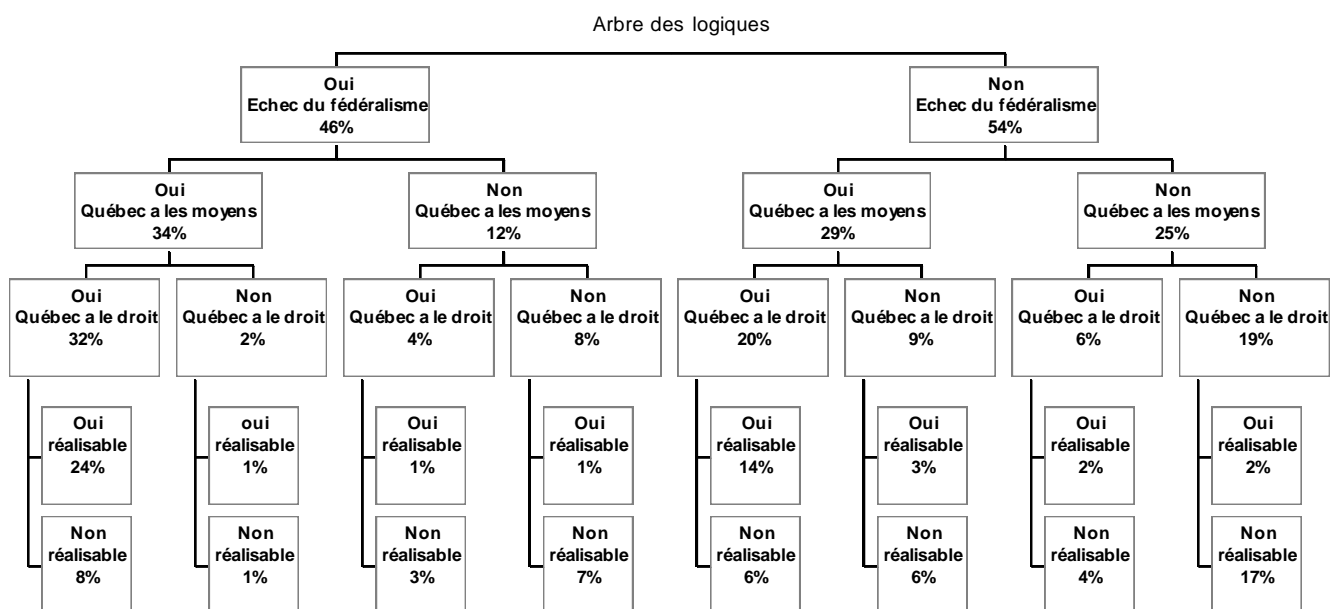 Arbre des logiques
Oui
Echec du fédéralisme
46%
Non
Echec du fédéralisme
54%
Oui
Québec a les moyens
34%
Non
Québec a les moyens
12%
Oui
Québec a les moyens
29%
Non
Québec a les moyens
25%
Oui
Québec a le droit
32%
Non
Québec a le droit
2%
Oui
Québec a le droit
4%
Non
Québec a le droit
8%
Oui
Québec a le droit
20%
Non
Québec a le droit
9%
Oui
Québec a le droit
6%
Non
Québec a le droit
19%
Oui
réalisable
24%
oui
réalisable
1%
Oui
réalisable
1%
Oui
réalisable
1%
Oui
réalisable
14%
Oui
réalisable
3%
Oui
réalisable
2%
Oui
réalisable
2%
Non
réalisable
8%
Non
réalisable
1%
Non
réalisable
3%
Non
réalisable
7%
Non
réalisable
6%
Non
réalisable
6%
Non
réalisable
4%
Non
réalisable
17%